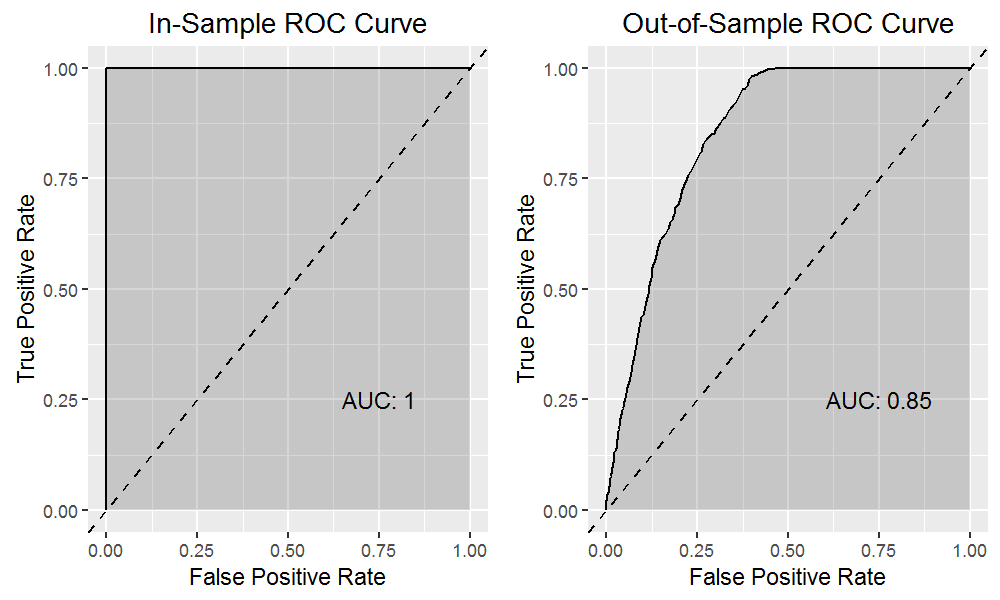 In-Sample ROC Curve
True Positive Rate
1.00
0.75
0.50
0.25
0.00
AUC: 1
0.00 0.25 0.50 0.75 1.00
False Positive Rate
Out-of-Sample ROC Curve
True Positive Rate
1.00
0.75
0.50
0.25
0.00
AUC: 0.85
0.00 0.25 0.50 0.75 1.00
False Positive Rate